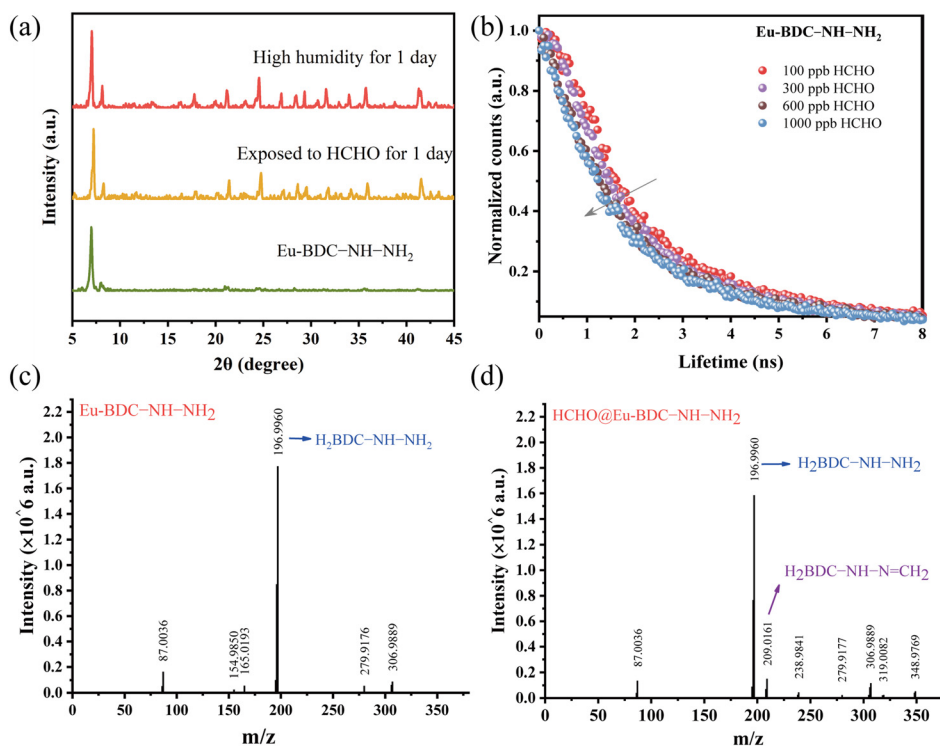 (a)
High humidity for 1 day
Exposed to HCHO for 1 day
Eu-BDC−NH−NH₂
Intensity (a.u.)
5 10 15 20 25 30 35 40 45
2θ (degree)
(b)
Eu-BDC−NH−NH₂
100 ppb HCHO
300 ppb HCHO
600 ppb HCHO
1000 ppb HCHO
Normalized counts (a.u.)
1.0
0.8
0.6
0.4
0.2
0 1 2 3 4 5 6 7 8
Lifetime (ns)
(c)
Eu-BDC−NH−NH₂
196.9960
H₂BDC−NH−NH₂
87.0036
154.9850
165.0193
279.9176
306.9889
Intensity (×10^6 a.u.)
2.2
2.0
1.8
1.6
1.4
1.2
1.0
0.8
0.6
0.4
0.2
0.0
0 50 100 150 200 250 300 350
m/z
(d)
HCHO@Eu-BDC−NH−NH₂
196.9960
H₂BDC−NH−NH₂
H₂BDC−NH−N=CH₂
87.0036
209.0161
238.9841
279.9177
306.9889
319.0082
348.9769
Intensity (×10^6 a.u.)
2.2
2.0
1.8
1.6
1.4
1.2
1.0
0.8
0.6
0.4
0.2
0.0
0 50 100 150 200 250 300 350
m/z